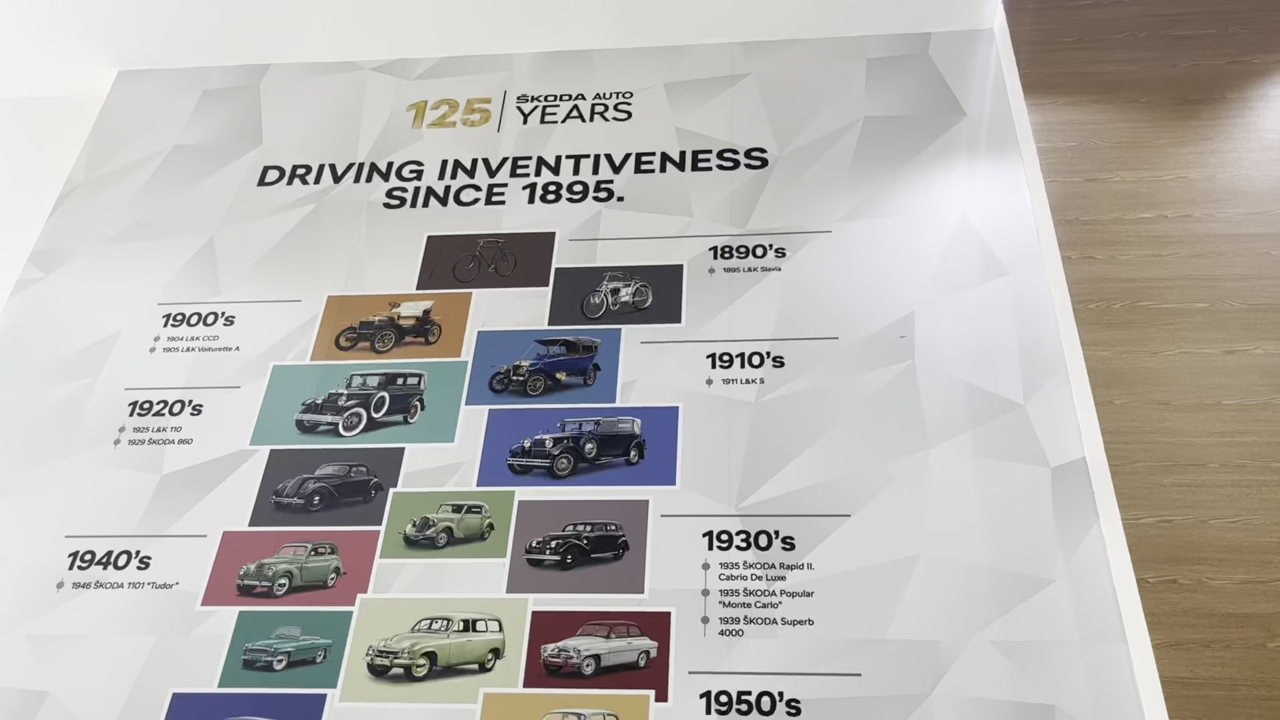 125
ŠKODA AUTO
YEARS
DRIVING INVENTIVENESS
SINCE 1895.
1890's
1895 L&K Slavia
1900's
1904 L&K CCD
1905 L&K Voiturette A
1910's
1911 L&K S
1920's
1925 L&K 110
1929 ŠKODA 860
1930's
1935 ŠKODA Rapid II.
Cabrio De Luxe
1935 ŠKODA Popular
"Monte Carlo"
1939 ŠKODA Superb
4000
1940's
1946 ŠKODA 1101 "Tudor"
1950's